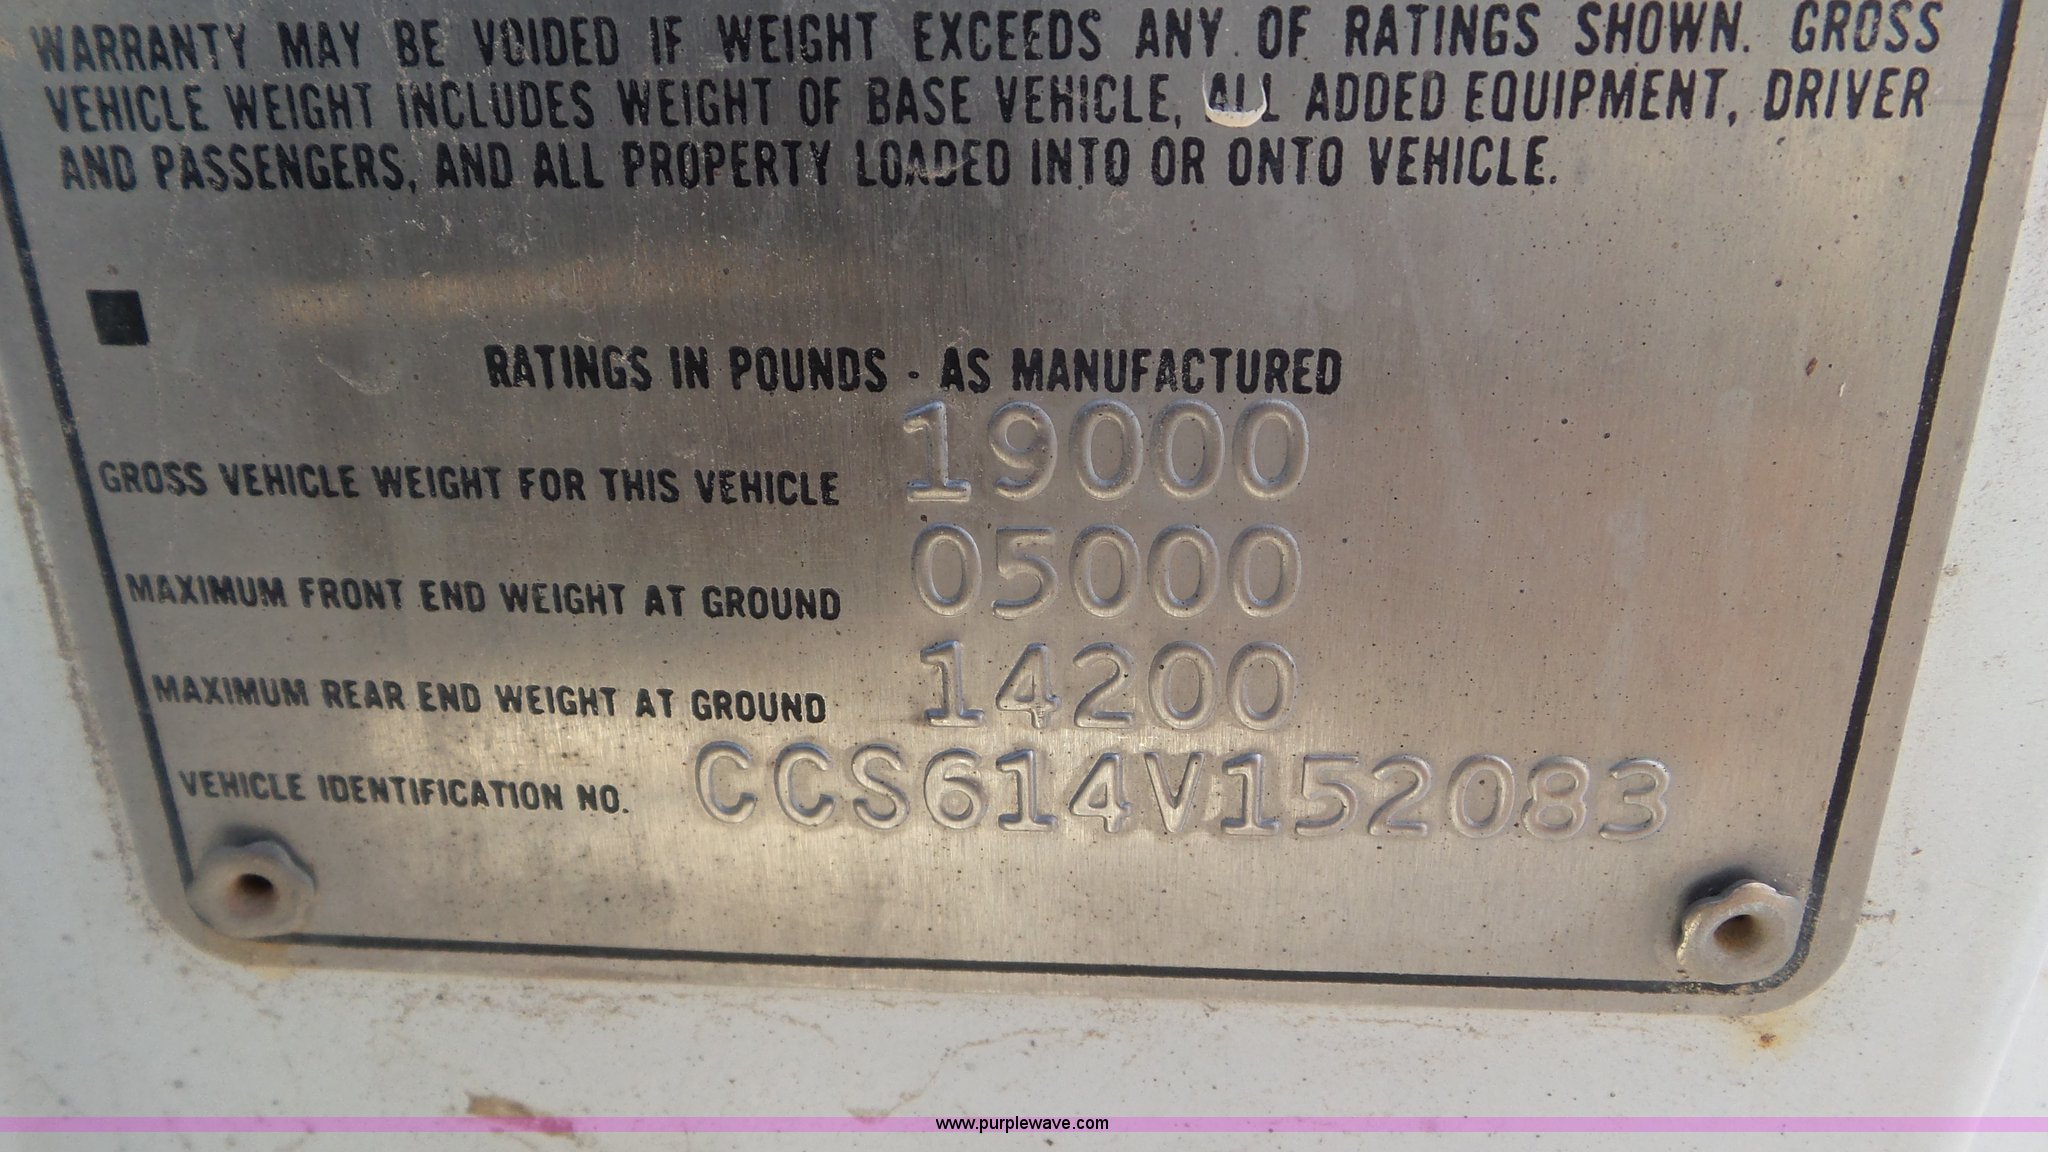 WARRANTY MAY BE VOIDED IF WEIGHT EXCEEDS ANY OF RATINGS SHOWN. GROSS
VEHICLE WEIGHT INCLUDES WEIGHT OF BASE VEHICLE, ALL ADDED EQUIPMENT, DRIVER
AND PASSENGERS, AND ALL PROPERTY LOADED INTO OR ONTO VEHICLE.
RATINGS IN POUNDS - AS MANUFACTURED
GROSS VEHICLE WEIGHT FOR THIS VEHICLE 19000
MAXIMUM FRONT END WEIGHT AT GROUND 05000
MAXIMUM REAR END WEIGHT AT GROUND 14200
VEHICLE IDENTIFICATION NO. CCS614V152083
www.purplewave.com